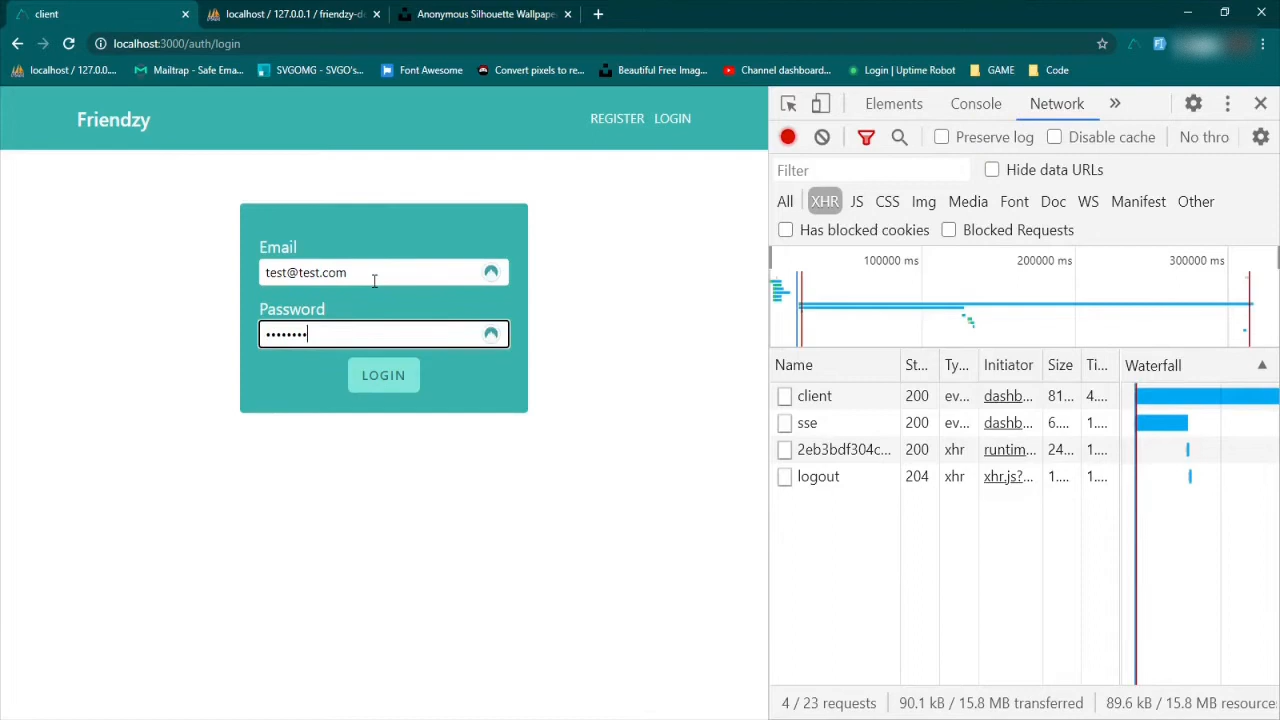 client
localhost / 127.0.0.1 / friendzy-d
Anonymous Silhouette Wallpape
localhost:3000/auth/login
localhost / 127.0.0....
Mailtrap - Safe Ema...
SVGOMG - SVGO's...
Font Awesome
Convert pixels to re...
Beautiful Free Imag...
Channel dashboard...
Login | Uptime Robot
GAME
Code
Friendzy
REGISTER
LOGIN
Email
test@test.com
Password
••••••••
LOGIN
Elements
Console
Network
Preserve log
Disable cache
No thro
Filter
Hide data URLs
All
XHR
JS
CSS
Img
Media
Font
Doc
WS
Manifest
Other
Has blocked cookies
Blocked Requests
100000 ms
200000 ms
300000 ms
Name St... Ty... Initiator Size Ti... Waterfall
client 200 ev... dashb... 81... 4....
sse 200 ev... dashb... 6.... 1....
2eb3bdf304c... 200 xhr runtim... 24... 1....
logout 204 xhr xhr.js?... 1.... 1....
4 / 23 requests
90.1 kB / 15.8 MB transferred
89.6 kB / 15.8 MB resource